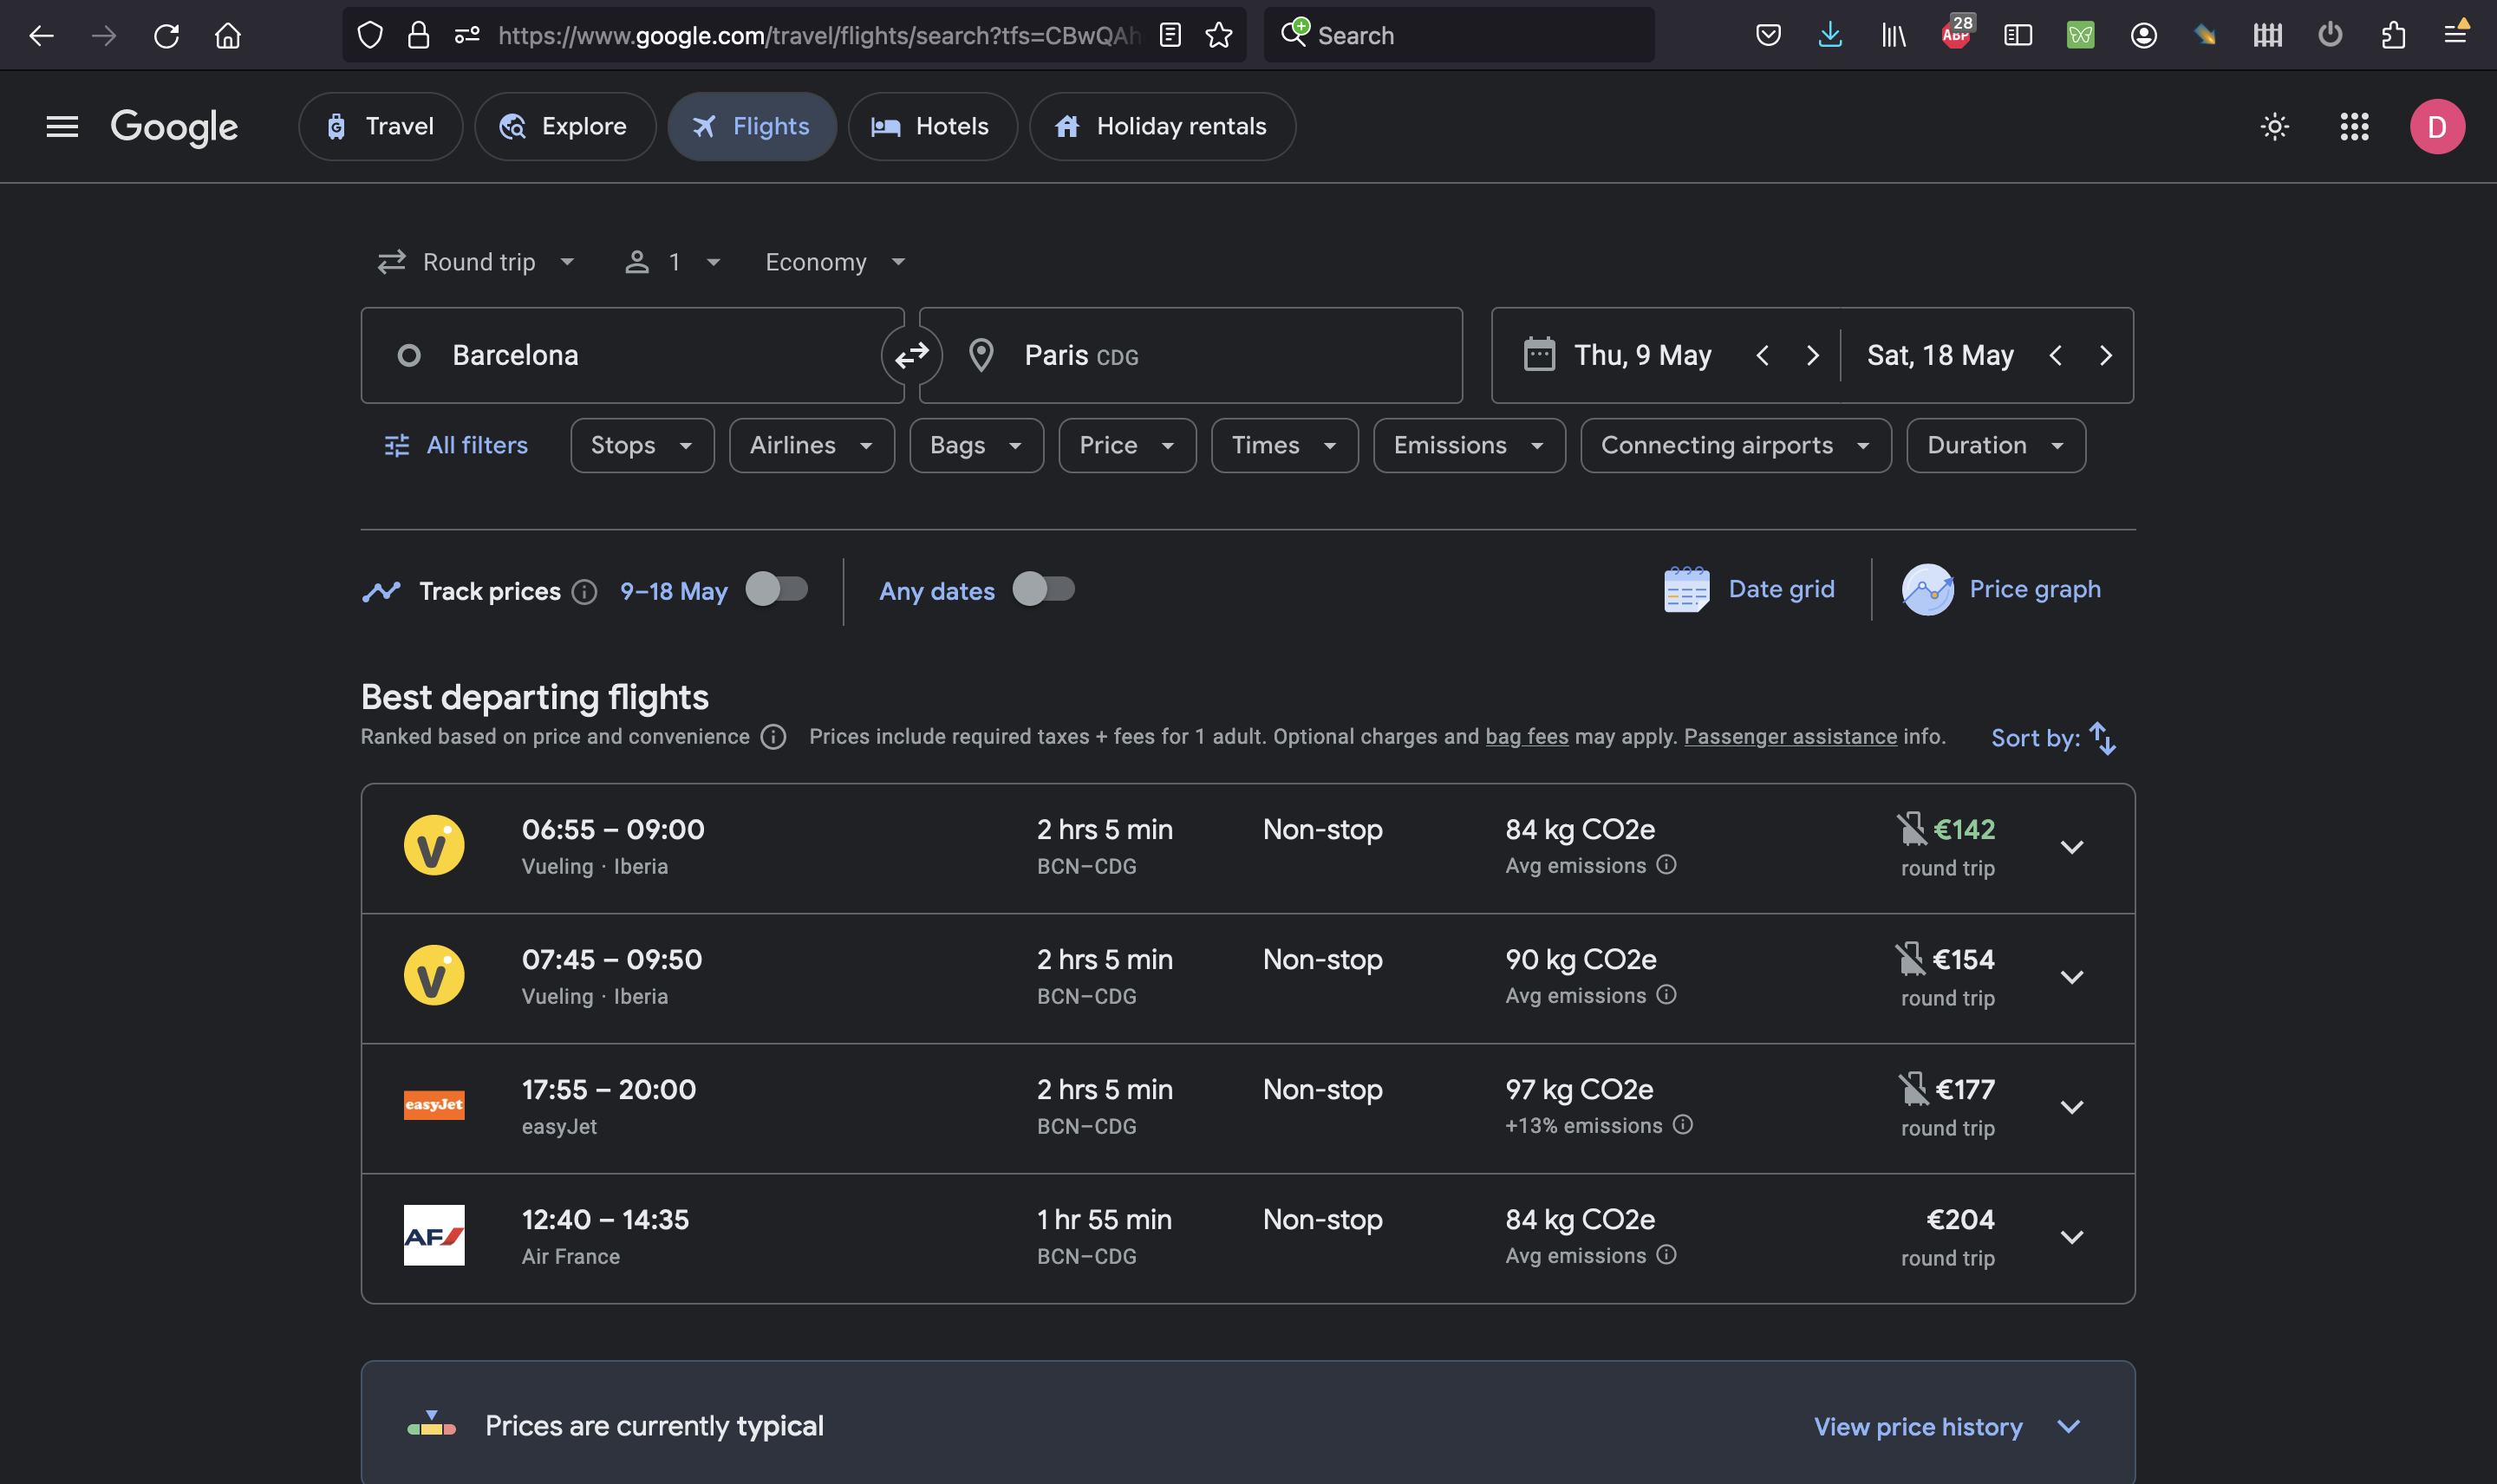 https://www.google.com/travel/flights/search?tfs=CBwQAh
Search
28
ABP
Google
Travel
Explore
Flights
Hotels
Holiday rentals
D
Round trip
1
Economy
Barcelona
Paris CDG
Thu, 9 May
Sat, 18 May
All filters
Stops
Airlines
Bags
Price
Times
Emissions
Connecting airports
Duration
Track prices
9–18 May
Any dates
Date grid
Price graph
Best departing flights
Ranked based on price and convenience
Prices include required taxes + fees for 1 adult. Optional charges and bag fees may apply. Passenger assistance info.
Sort by:
06:55 – 09:00 2 hrs 5 min Non-stop 84 kg CO2e €142
Vueling · Iberia BCN–CDG Avg emissions round trip
07:45 – 09:50 2 hrs 5 min Non-stop 90 kg CO2e €154
Vueling · Iberia BCN–CDG Avg emissions round trip
easyJet
17:55 – 20:00 2 hrs 5 min Non-stop 97 kg CO2e €177
easyJet BCN–CDG +13% emissions round trip
AF
12:40 – 14:35 1 hr 55 min Non-stop 84 kg CO2e €204
Air France BCN–CDG Avg emissions round trip
Prices are currently typical
View price history